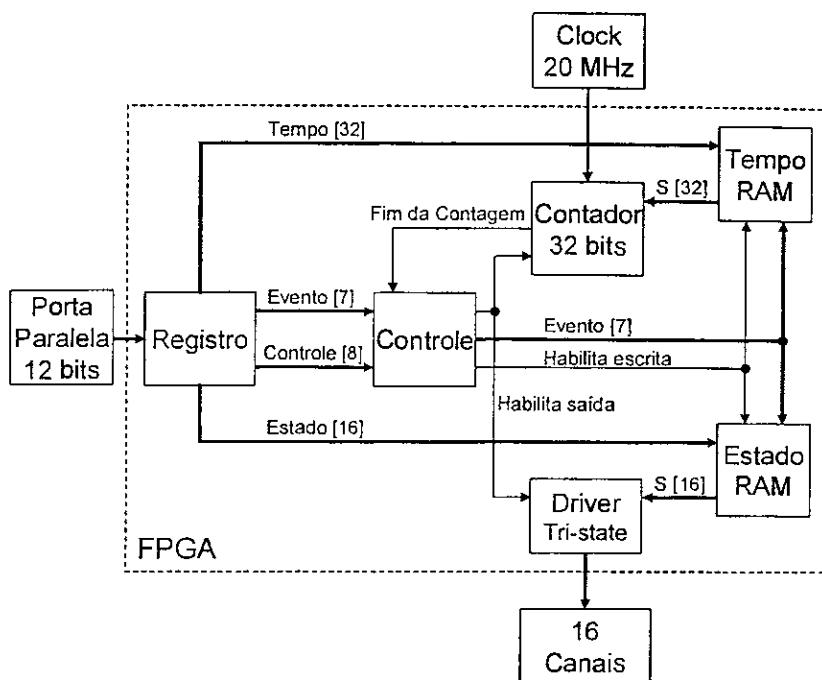 Clock
20 MHz
Tempo [32]
Tempo
RAM
S [32]
Fim da Contagem
Contador
32 bits
Porta
Paralela
12 bits
Registro
Evento [7]
Controle [8]
Controle
Evento [7]
Habilita escrita
Habilita saída
Estado [16]
Estado
RAM
S [16]
Driver
Tri-state
FPGA
16
Canais